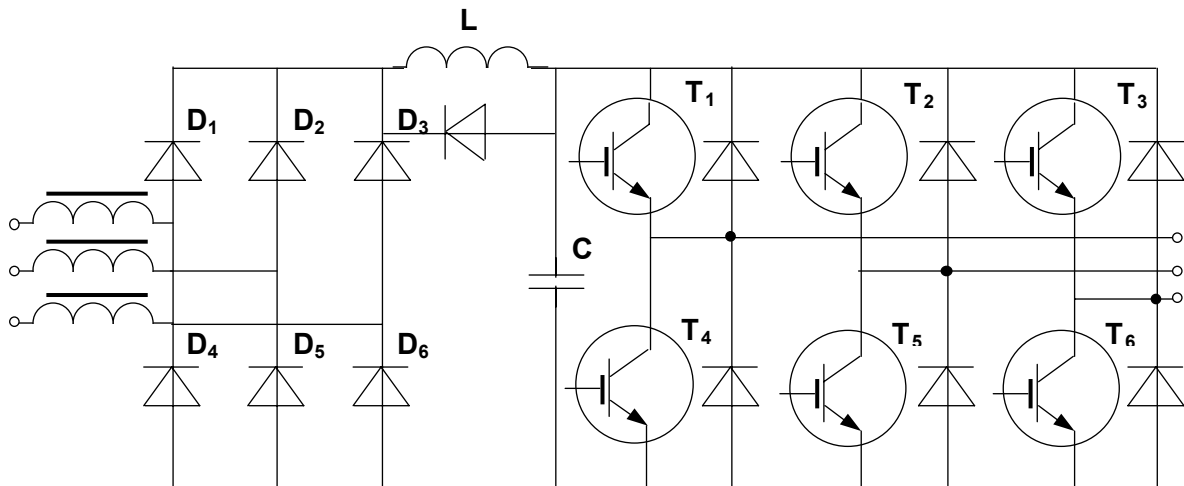 L
T₁ T₂ T₃
D₁ D₂ D₃
C
T₄ T₅ T₆
D₄ D₅ D₆